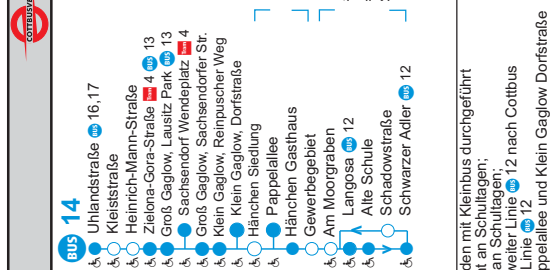 BUS 14
Uhlandstraße BUS 16,17
Kleiststraße
Heinrich-Mann-Straße
Zielona-Gora-Straße Tram 4 BUS 13
Groß Gaglow, Lausitz Park BUS 13
Sachsendorf Wendeplatz Tram 4
Groß Gaglow, Sachsendorfer Str.
Klein Gaglow, Reinpuscher Weg
Klein Gaglow, Dorfstraße
Hänchen Siedlung
Pappelallee
Hänchen Gasthaus
Gewerbegebiet
Am Moorgraben
Langosa BUS 12
Alte Schule
Schadowstraße
Schwarzer Adler BUS 12
den mit Kleinbus durchgeführt
t an Schultagen;
an Schultagen;
weiter Linie BUS 12 nach Cottbus
Linie BUS 12
appelallee und Klein Gaglow Dorfstraße